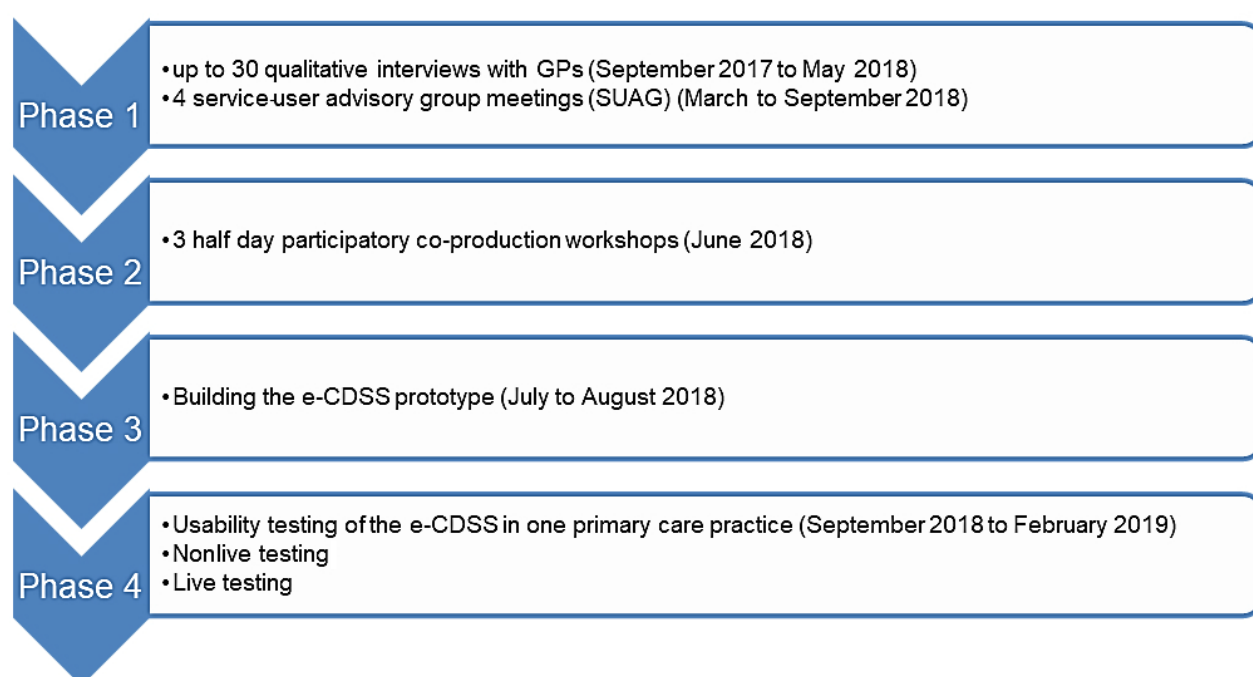 Phase 1
•up to 30 qualitative interviews with GPs (September 2017 to May 2018)
•4 service-user advisory group meetings (SUAG) (March to September 2018)
Phase 2
•3 half day participatory co-production workshops (June 2018)
Phase 3
•Building the e-CDSS prototype (July to August 2018)
Phase 4
•Usability testing of the e-CDSS in one primary care practice (September 2018 to February 2019)
•Nonlive testing
•Live testing